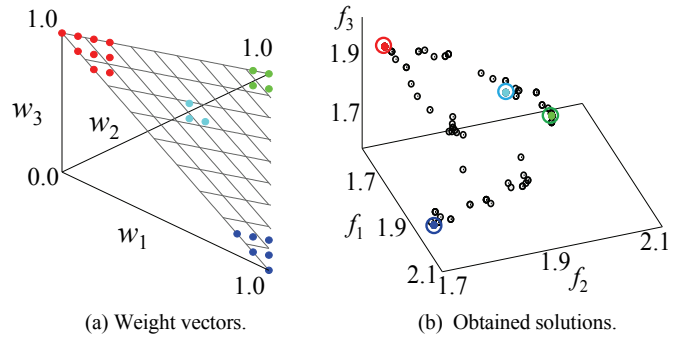 1.0
1.0
w3
w2
0.0
w1
1.0
(a) Weight vectors.
f3
1.9
1.7
1.7
f1
1.9
2.1
1.7
1.9
f2
2.1
(b) Obtained solutions.